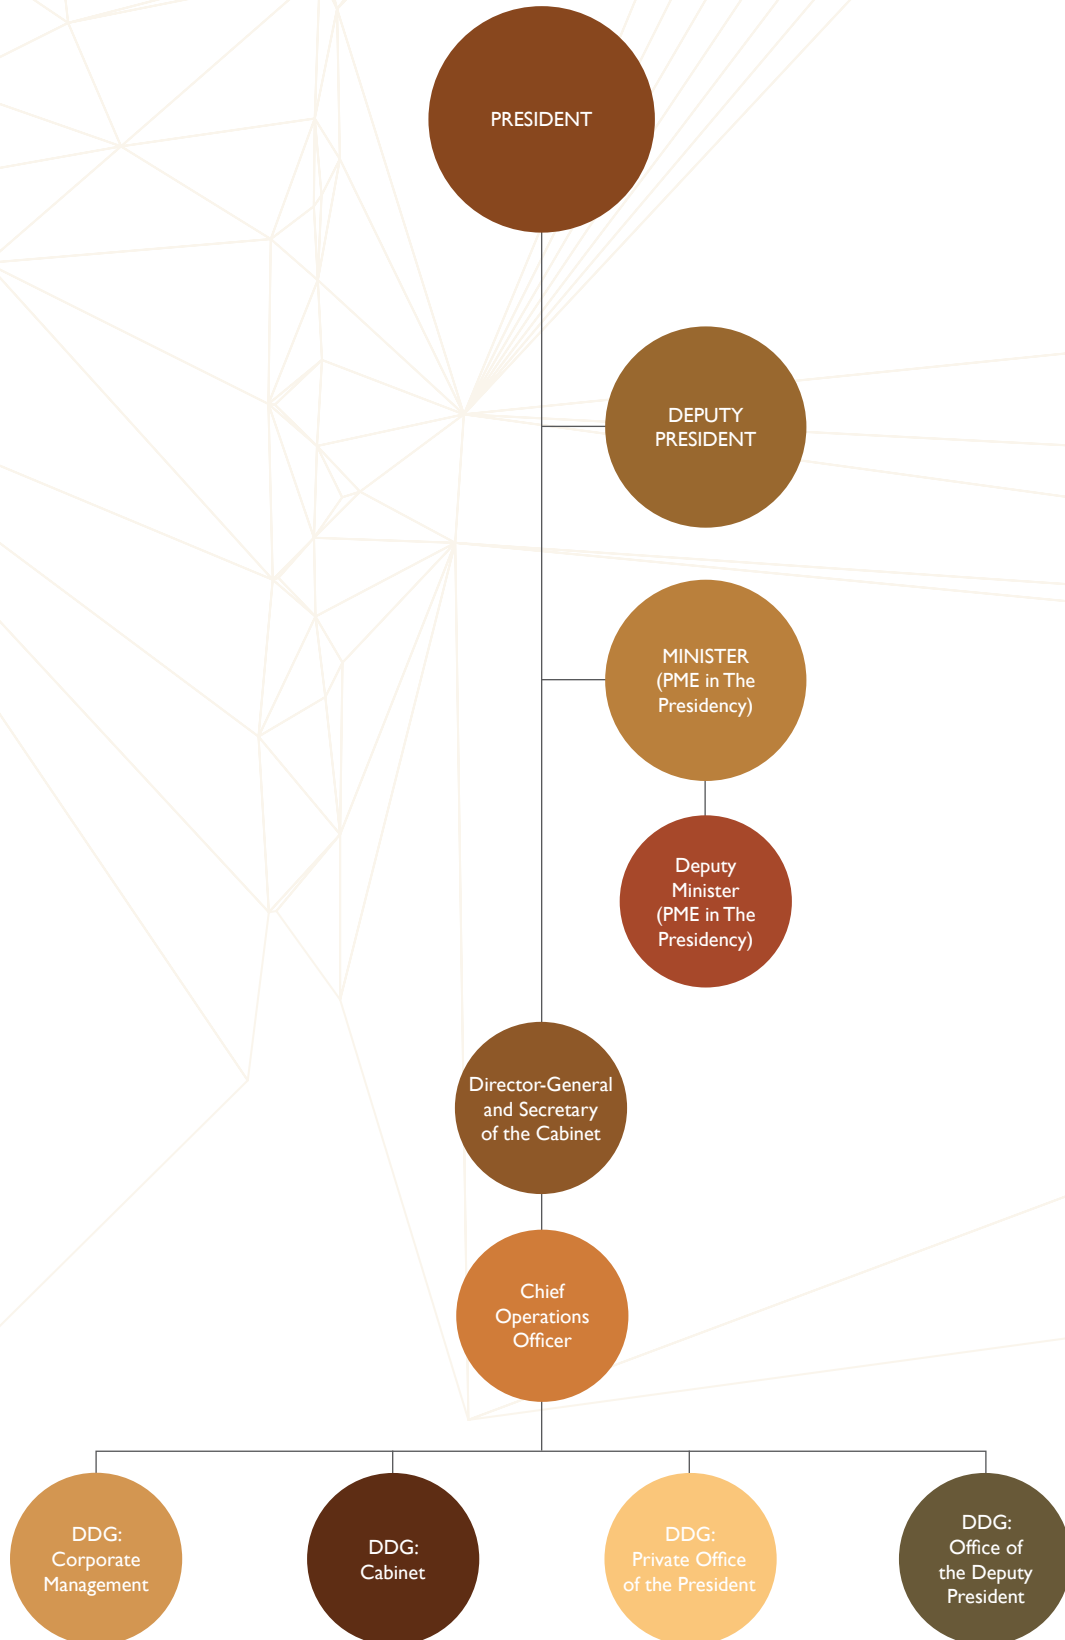 PRESIDENT
DEPUTY
PRESIDENT
MINISTER
(PME in The
Presidency)
Deputy
Minister
(PME in The
Presidency)
Director-General
and Secretary
of the Cabinet
Chief
Operations
Officer
DDG:
Corporate
Management
DDG:
Cabinet
DDG:
Private Office
of the President
DDG:
Office of
the Deputy
President